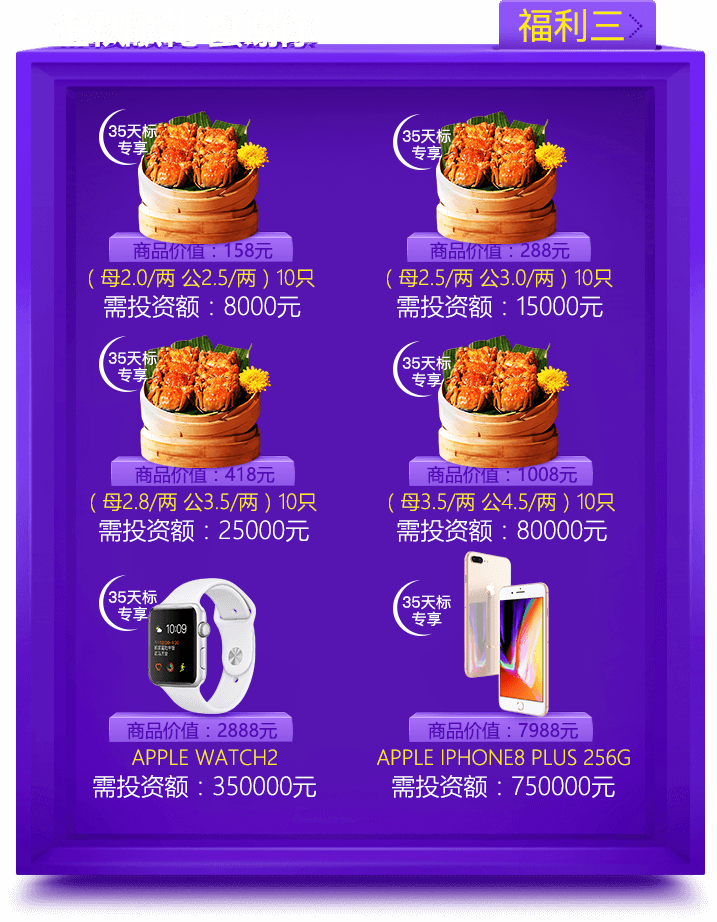 福利三
35天标
专享
35天标
专享
商品价值：158元
商品价值：288元
（母2.0/两 公2.5/两）10只
（母2.5/两 公3.0/两）10只
需投资额：8000元
需投资额：15000元
35天标
专享
35天标
专享
商品价值：418元
商品价值：1008元
（母2.8/两 公3.5/两）10只
（母3.5/两 公4.5/两）10只
需投资额：25000元
需投资额：80000元
35天标
专享
35天标
专享
10:09
商品价值：2888元
商品价值：7988元
APPLE WATCH2
APPLE IPHONE8 PLUS 256G
需投资额：350000元
需投资额：750000元